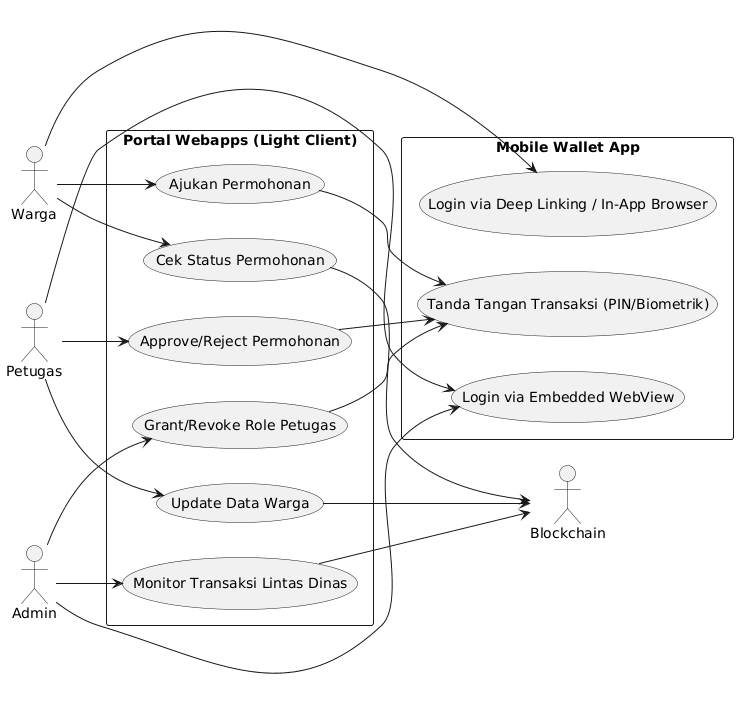 Portal Webapps (Light Client)
Mobile Wallet App
Ajukan Permohonan
Login via Deep Linking / In-App Browser
Warga
Cek Status Permohonan
Tanda Tangan Transaksi (PIN/Biometrik)
Approve/Reject Permohonan
Petugas
Login via Embedded WebView
Grant/Revoke Role Petugas
Update Data Warga
Blockchain
Monitor Transaksi Lintas Dinas
Admin